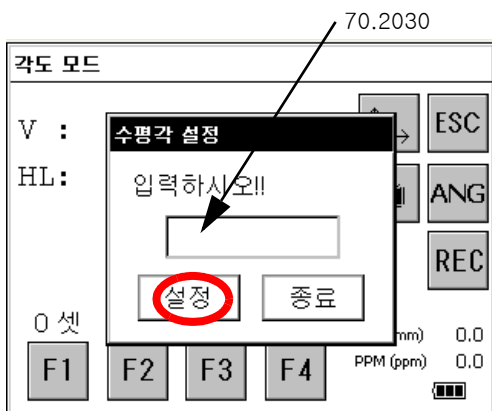 70.2030
각도 모드
V :
ESC
수평각 설정
HL:
입력하시오!!
ANG
REC
설정
종료
0 셋
mm) 0.0
F1
F2
F3
F4
PPM (ppm) 0.0